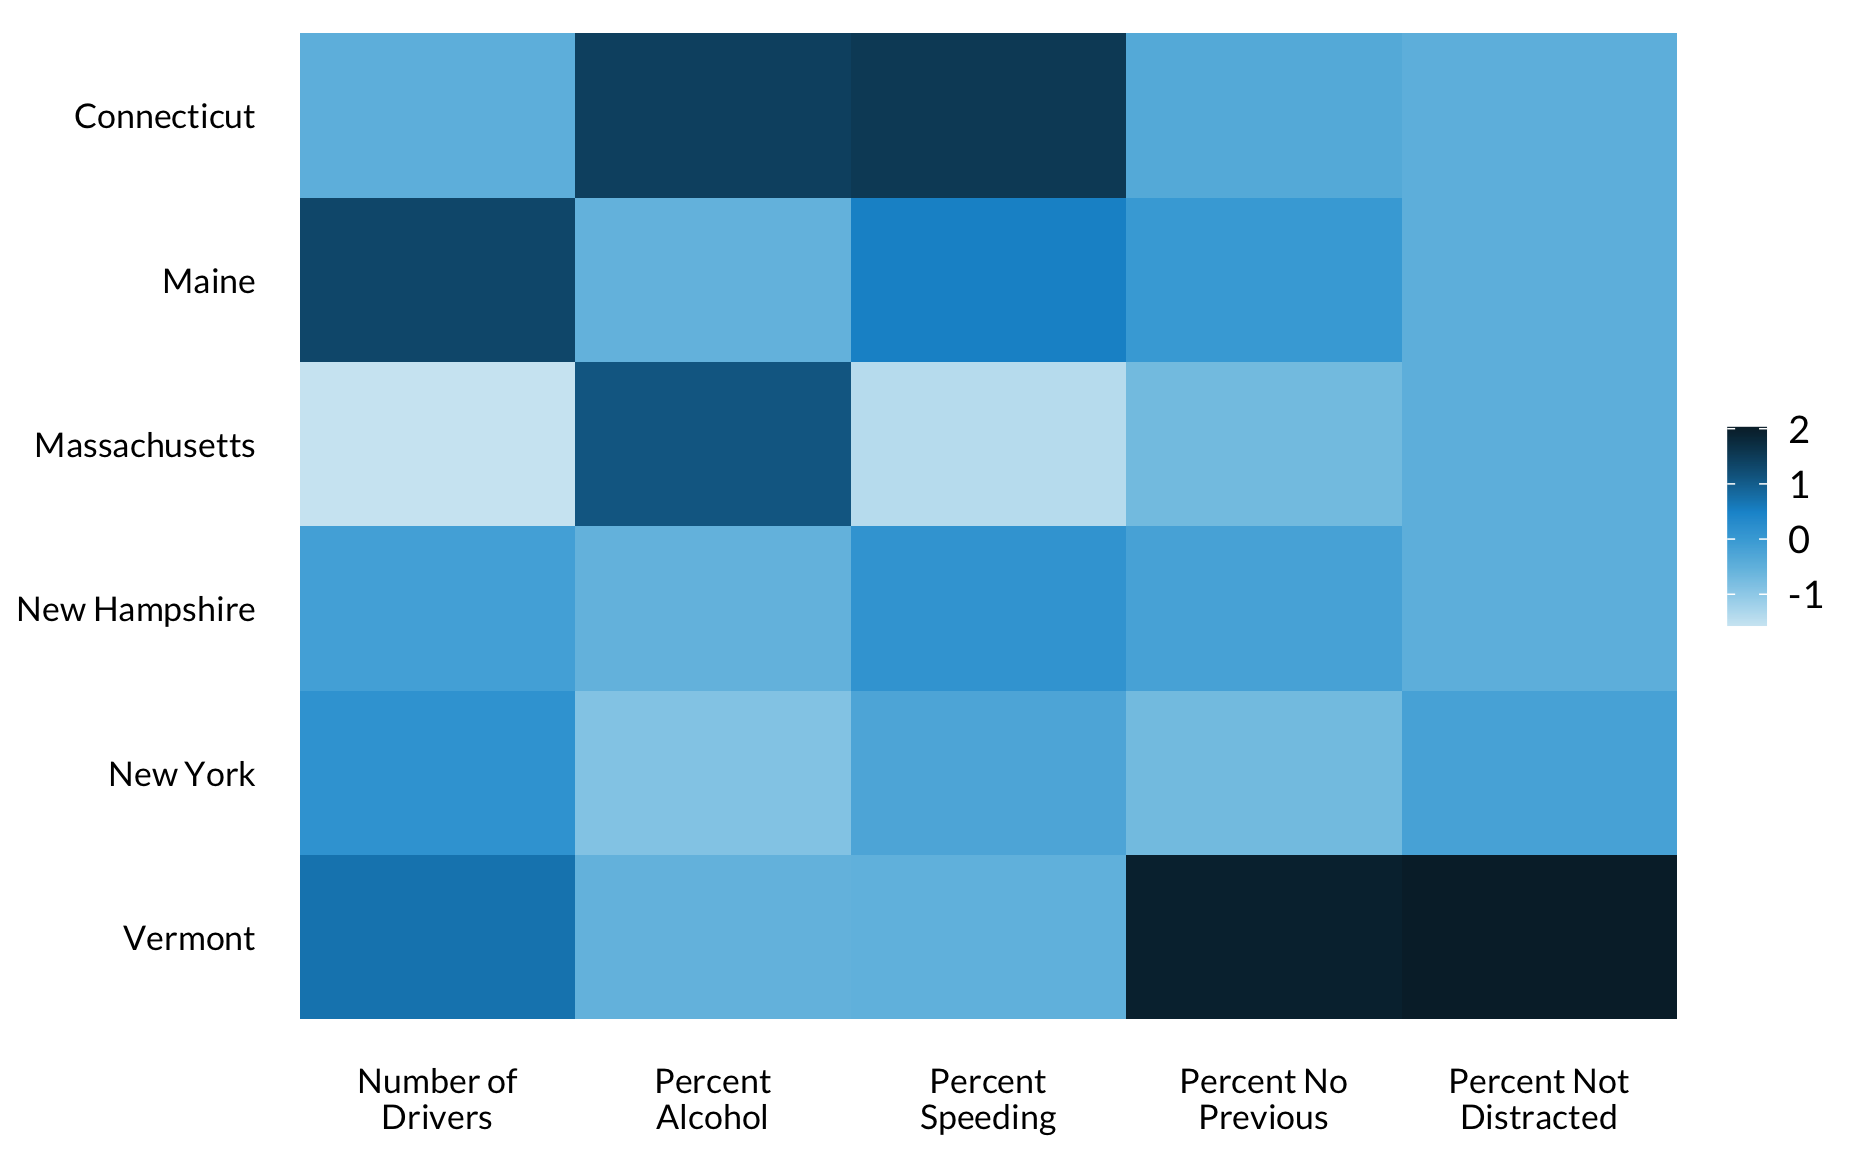 Connecticut
Maine
Massachusetts
New Hampshire
New York
Vermont
2
1
0
-1
Number of
Drivers
Percent
Alcohol
Percent
Speeding
Percent No
Previous
Percent Not
Distracted